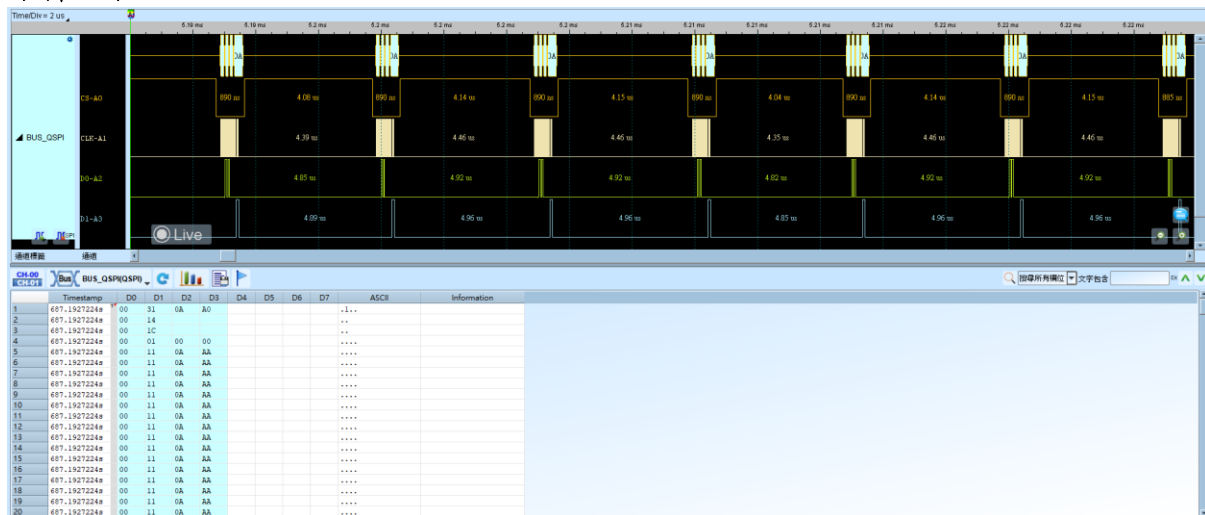 Time/Div = 2 us
6.19 ms 6.19 ms 6.2 ms 6.2 ms 6.2 ms 6.2 ms 6.21 ms 6.21 ms 6.21 ms 6.21 ms 6.22 ms 6.22 ms 6.22 ms
0A 0A 0A 0A 0A 0A 0A
CS-A0 890 ns 4.08 us 890 ns 4.14 us 890 ns 4.15 us 890 ns 4.04 us 890 ns 4.14 us 890 ns 4.15 us 885 ns
BUS_QSPI CLK-A1 4.39 us 4.46 us 4.46 us 4.35 us 4.46 us 4.46 us
D0-A2 4.85 us 4.92 us 4.92 us 4.82 us 4.92 us 4.92 us
D1-A3 4.89 us 4.96 us 4.96 us 4.85 us 4.96 us 4.96 us
Live
通道標籤 通道
CH-00 CH-01 Bus BUS_QSPI(QSPI) 搜尋所有欄位 文字包含
Timestamp D0 D1 D2 D3 D4 D5 D6 D7 ASCII Information
1 687.1927224s 00 31 0A A0 .1..
2 687.1927224s 00 14 ..
3 687.1927224s 00 1C ..
4 687.1927224s 00 01 00 00 ....
5 687.1927224s 00 11 0A AA ....
6 687.1927224s 00 11 0A AA ....
7 687.1927224s 00 11 0A AA ....
8 687.1927224s 00 11 0A AA ....
9 687.1927224s 00 11 0A AA ....
10 687.1927224s 00 11 0A AA ....
11 687.1927224s 00 11 0A AA ....
12 687.1927224s 00 11 0A AA ....
13 687.1927224s 00 11 0A AA ....
14 687.1927224s 00 11 0A AA ....
15 687.1927224s 00 11 0A AA ....
16 687.1927224s 00 11 0A AA ....
17 687.1927224s 00 11 0A AA ....
18 687.1927224s 00 11 0A AA ....
19 687.1927224s 00 11 0A AA ....
20 687.1927224s 00 11 0A AA ....